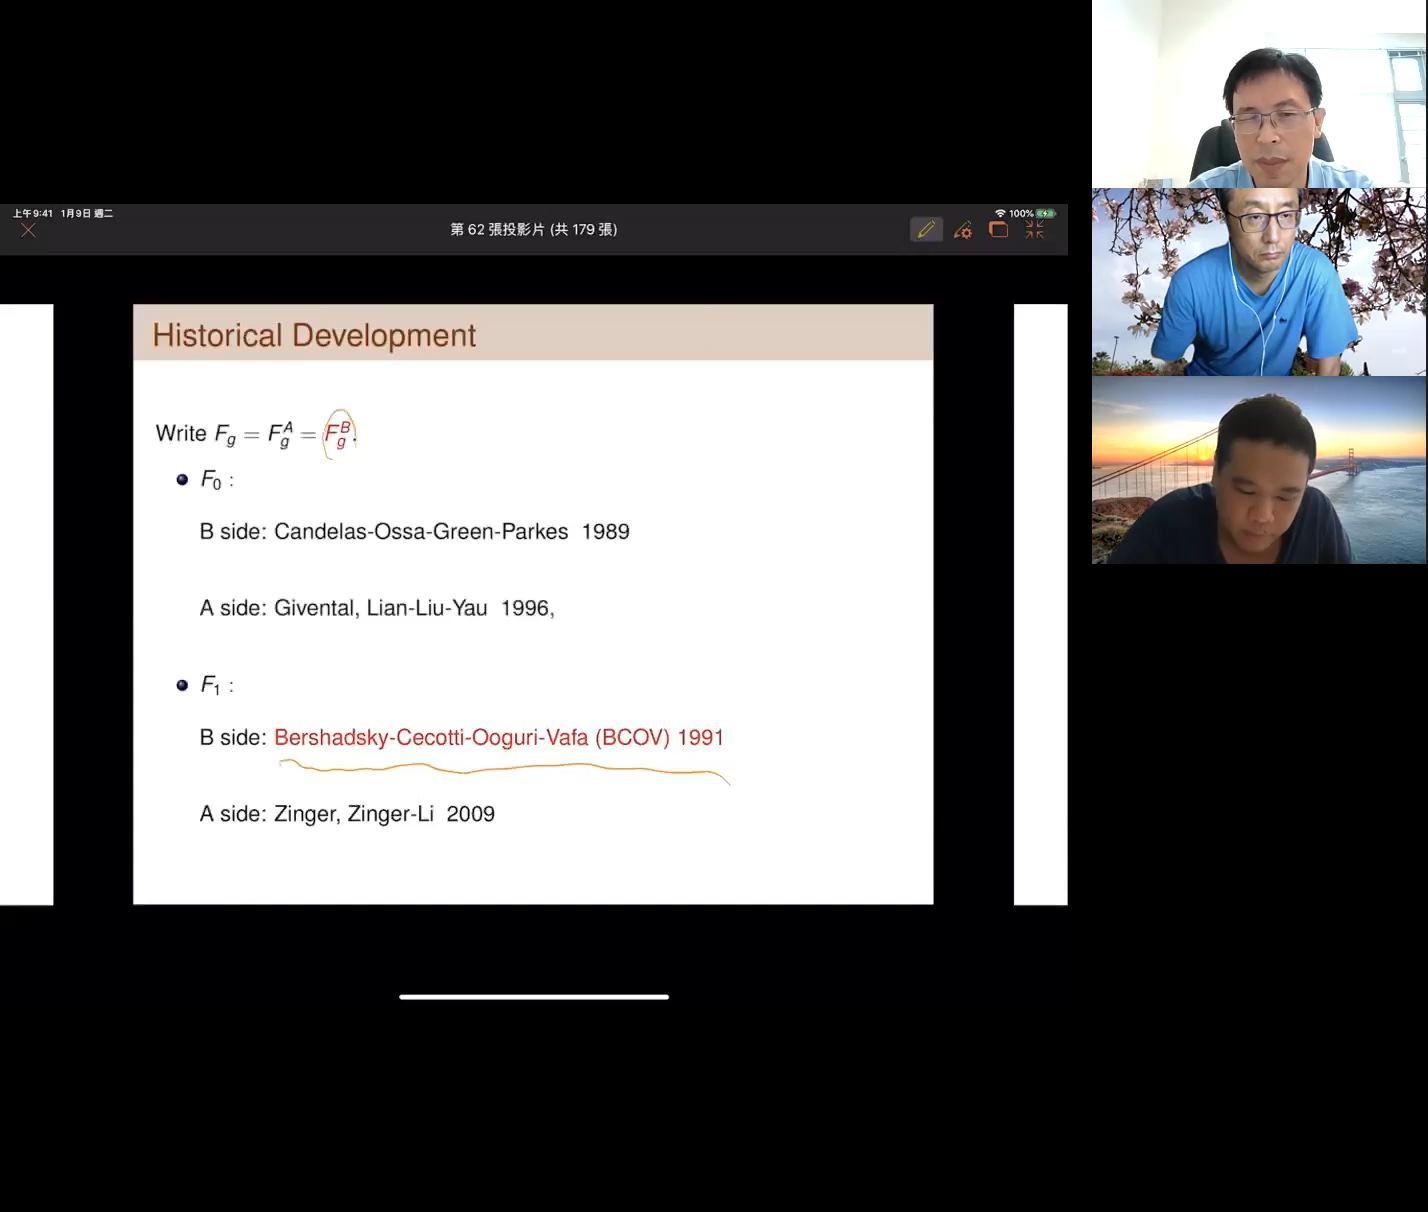 上午9:41 1月9日 週二
100%
第 62 張投影片 (共 179 張)
Historical Development
Write F_g = F_g^A = F_g^B.
F_0 :
B side: Candelas-Ossa-Green-Parkes 1989
A side: Givental, Lian-Liu-Yau 1996,
F_1 :
B side: Bershadsky-Cecotti-Ooguri-Vafa (BCOV) 1991
A side: Zinger, Zinger-Li 2009